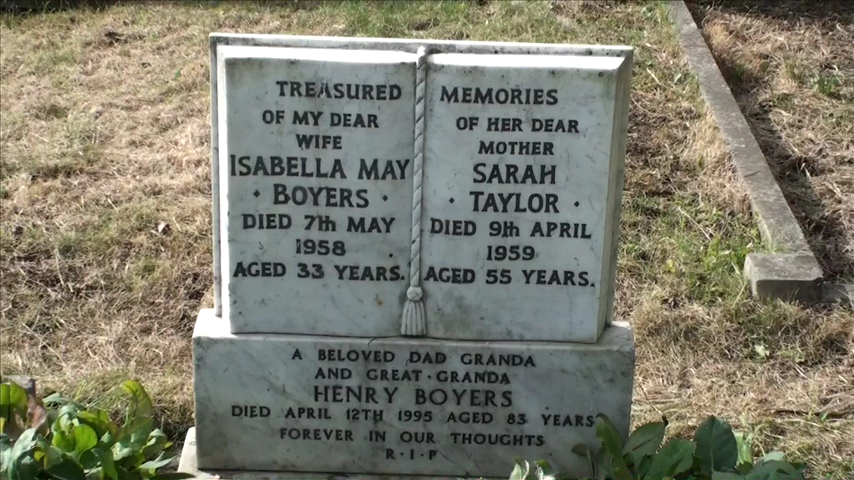 TREASURED
OF MY DEAR
WIFE
ISABELLA MAY
· BOYERS ·
DIED 7th MAY
1958
AGED 33 YEARS.
MEMORIES
OF HER DEAR
MOTHER
SARAH
· TAYLOR ·
DIED 9th APRIL
1959
AGED 55 YEARS.
A BELOVED DAD GRANDA
AND GREAT·GRANDA
HENRY BOYERS
DIED APRIL 12TH 1995 AGED 83 YEARS
FOREVER IN OUR THOUGHTS
R·I·P